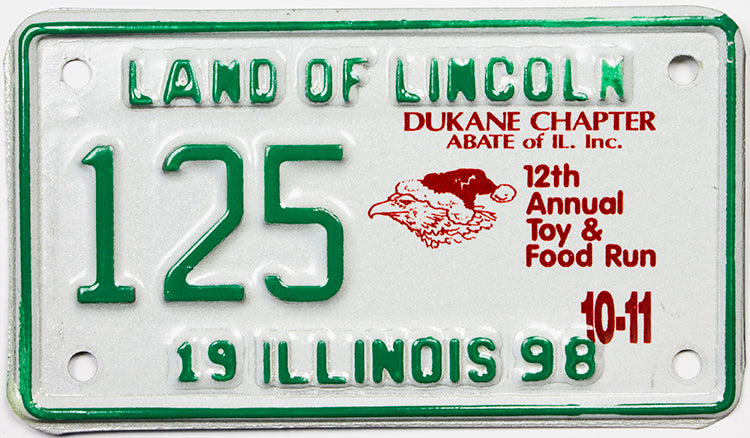 LAND OF LINCOLN
DUKANE CHAPTER
ABATE of IL. Inc.
125
12th
Annual
Toy &
Food Run
10-11
19 ILLINOIS 98